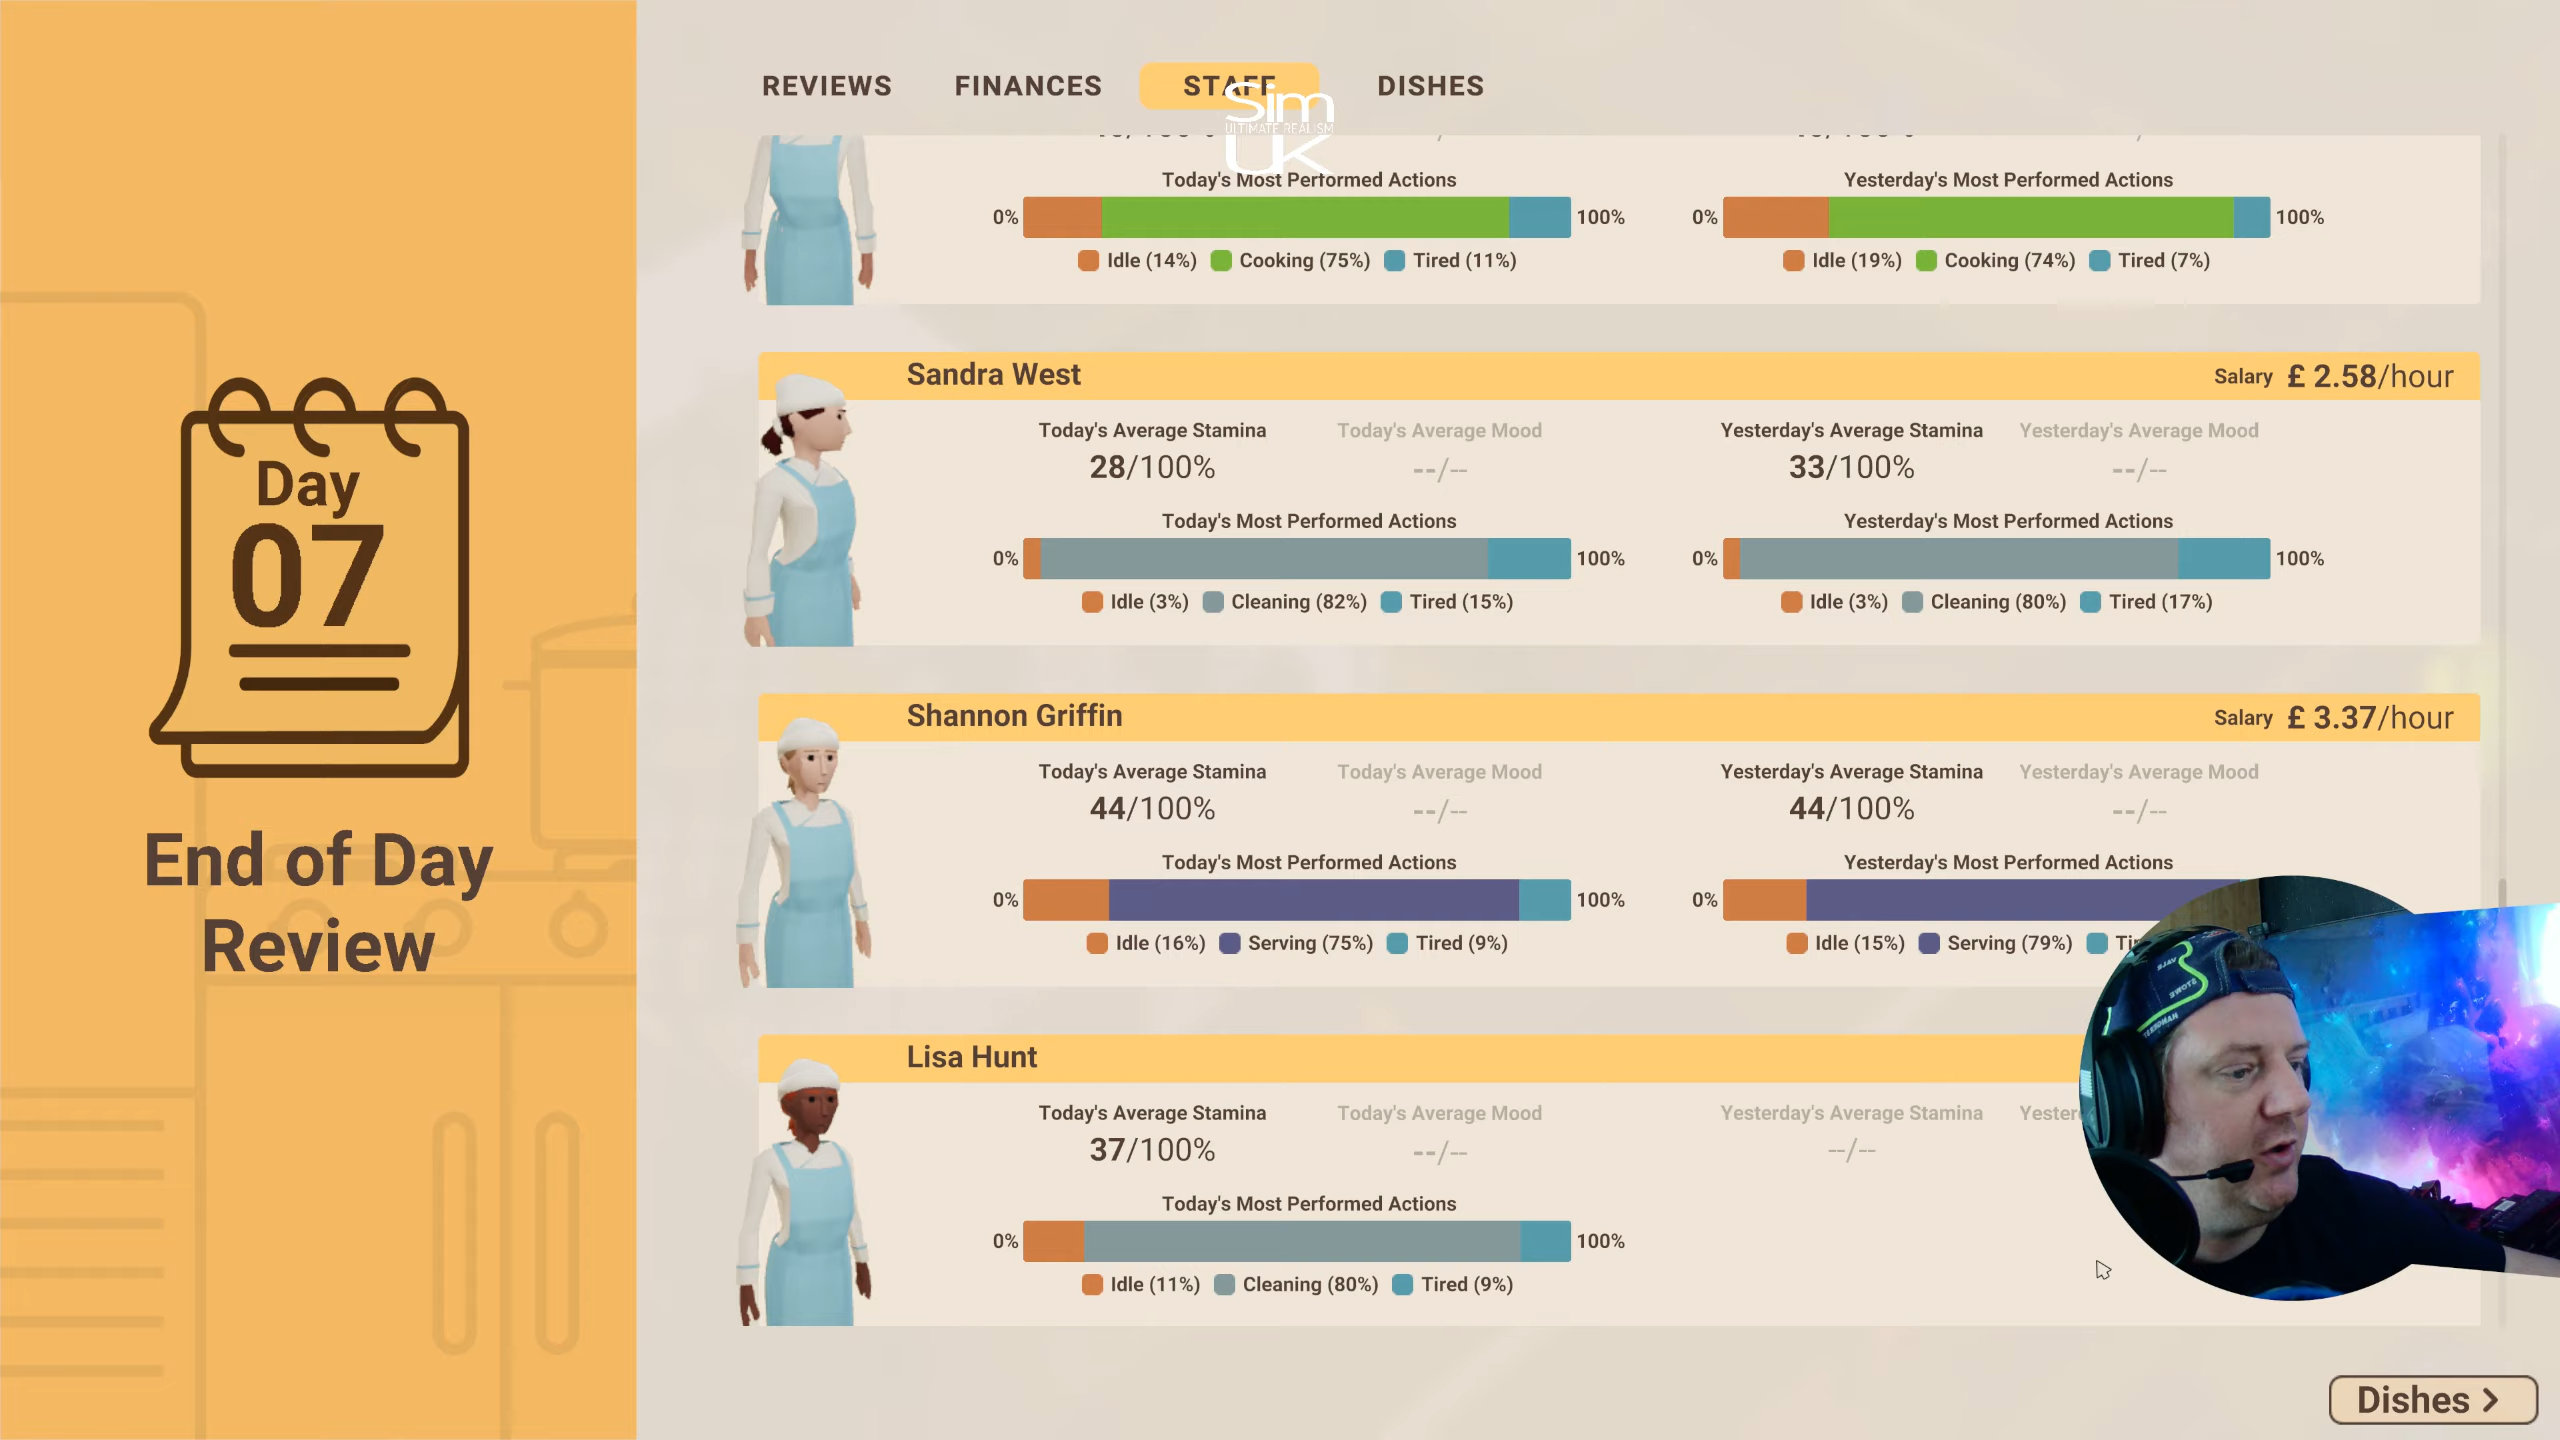 REVIEWS FINANCES STAFF DISHES
Sim
ULTIMATE REALISM
UK
Today's Most Performed Actions Yesterday's Most Performed Actions
0% 100% 0% 100%
Idle (14%) Cooking (75%) Tired (11%) Idle (19%) Cooking (74%) Tired (7%)
Sandra West Salary £ 2.58/hour
Today's Average Stamina Today's Average Mood Yesterday's Average Stamina Yesterday's Average Mood
28/100% --/-- 33/100% --/--
Today's Most Performed Actions Yesterday's Most Performed Actions
0% 100% 0% 100%
Idle (3%) Cleaning (82%) Tired (15%) Idle (3%) Cleaning (80%) Tired (17%)
Shannon Griffin Salary £ 3.37/hour
Today's Average Stamina Today's Average Mood Yesterday's Average Stamina Yesterday's Average Mood
44/100% --/-- 44/100% --/--
Today's Most Performed Actions Yesterday's Most Performed Actions
0% 100% 0%
Idle (16%) Serving (75%) Tired (9%) Idle (15%) Serving (79%)
Lisa Hunt
Today's Average Stamina Today's Average Mood Yesterday's Average Stamina
37/100% --/-- --/--
Today's Most Performed Actions
0% 100%
Idle (11%) Cleaning (80%) Tired (9%)
Day
07
End of Day
Review
Dishes >